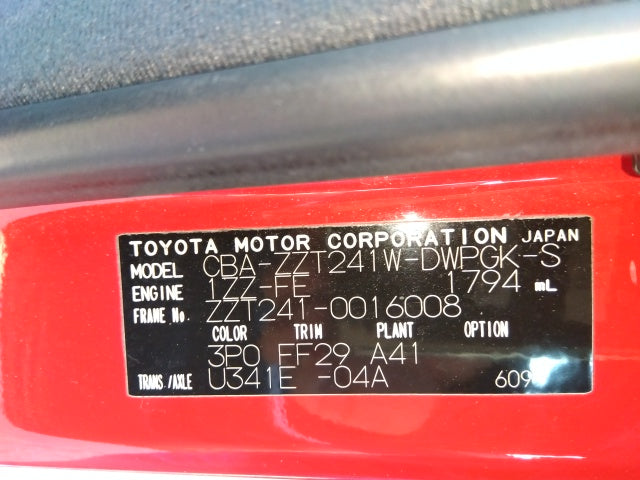 TOYOTA MOTOR CORPORATION JAPAN
MODEL CBA-ZZT241W-DWPGK-S
ENGINE 1ZZ-FE 1794 mL
FRAME No. ZZT241-0016008
COLOR TRIM PLANT OPTION
3P0 FF29 A41
TRANS./AXLE U341E -04A